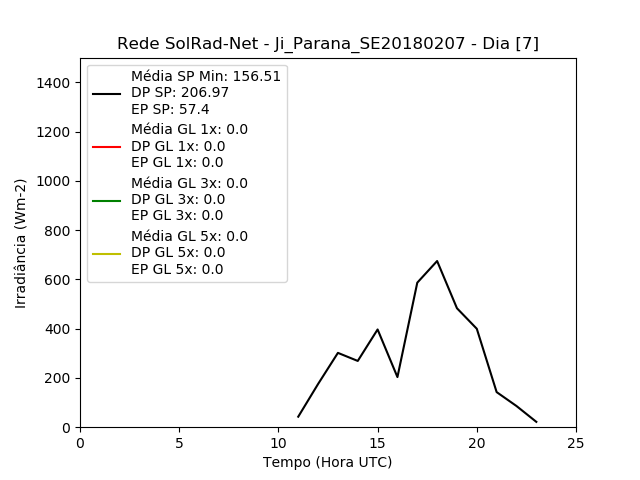 Rede SolRad-Net - Ji_Parana_SE20180207 - Dia [7]
Média SP Min: 156.51
DP SP: 206.97
EP SP: 57.4
Média GL 1x: 0.0
DP GL 1x: 0.0
EP GL 1x: 0.0
Média GL 3x: 0.0
DP GL 3x: 0.0
EP GL 3x: 0.0
Média GL 5x: 0.0
DP GL 5x: 0.0
EP GL 5x: 0.0
Irradiância (Wm-2)
1400
1200
1000
800
600
400
200
0
0 5 10 15 20 25
Tempo (Hora UTC)